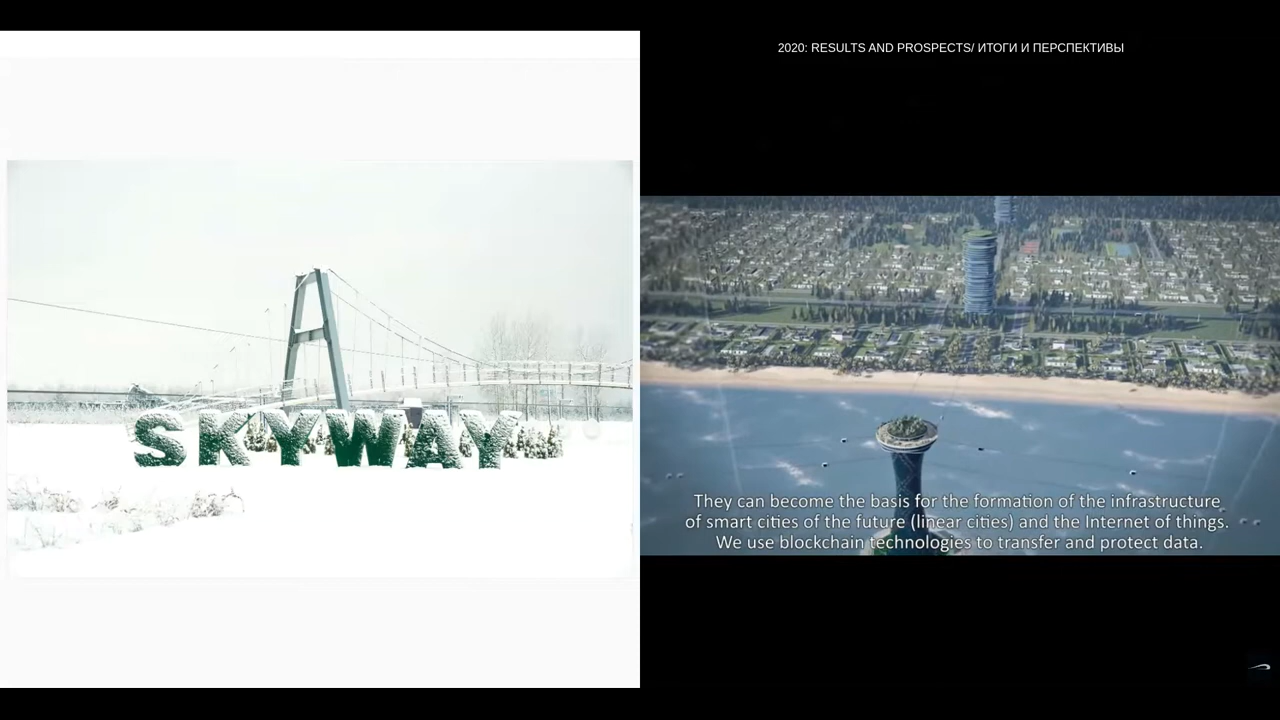 SKYWAY
2020: RESULTS AND PROSPECTS/ ИТОГИ И ПЕРСПЕКТИВЫ
They can become the basis for the formation of the infrastructure
of smart cities of the future (linear cities) and the Internet of things.
We use blockchain technologies to transfer and protect data.